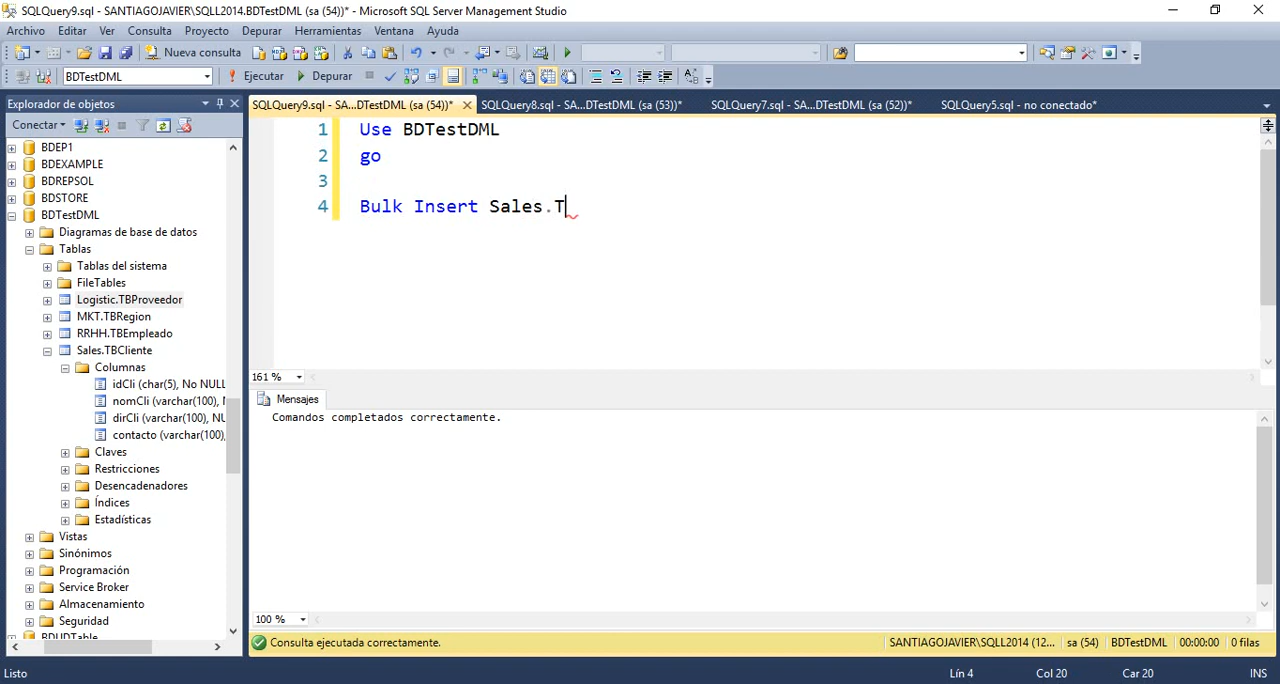 SQLQuery9.sql - SANTIAGOJAVIER\SQLL2014.BDTestDML (sa (54))* - Microsoft SQL Server Management Studio
Archivo Editar Ver Consulta Proyecto Depurar Herramientas Ventana Ayuda
Nueva consulta
BDTestDML Ejecutar Depurar
Explorador de objetos
SQLQuery9.sql - SA...DTestDML (sa (54))* SQLQuery8.sql - SA...DTestDML (sa (53))* SQLQuery7.sql - SA...DTestDML (sa (52))* SQLQuery5.sql - no conectado*
Conectar
BDEP1
BDEXAMPLE
BDREPSOL
BDSTORE
BDTestDML
Diagramas de base de datos
Tablas
Tablas del sistema
FileTables
Logistic.TBProveedor
MKT.TBRegion
RRHH.TBEmpleado
Sales.TBCliente
Columnas
idCli (char(5), No NULL
nomCli (varchar(100), N
dirCli (varchar(100), NU
contacto (varchar(100),
Claves
Restricciones
Desencadenadores
Índices
Estadísticas
Vistas
Sinónimos
Programación
Service Broker
Almacenamiento
Seguridad
BDUDTable
1 Use BDTestDML
2 go
3
4 Bulk Insert Sales.T
161 %
Mensajes
Comandos completados correctamente.
100 %
Consulta ejecutada correctamente. SANTIAGOJAVIER\SQLL2014 (12... sa (54) BDTestDML 00:00:00 0 filas
Listo Lín 4 Col 20 Car 20 INS